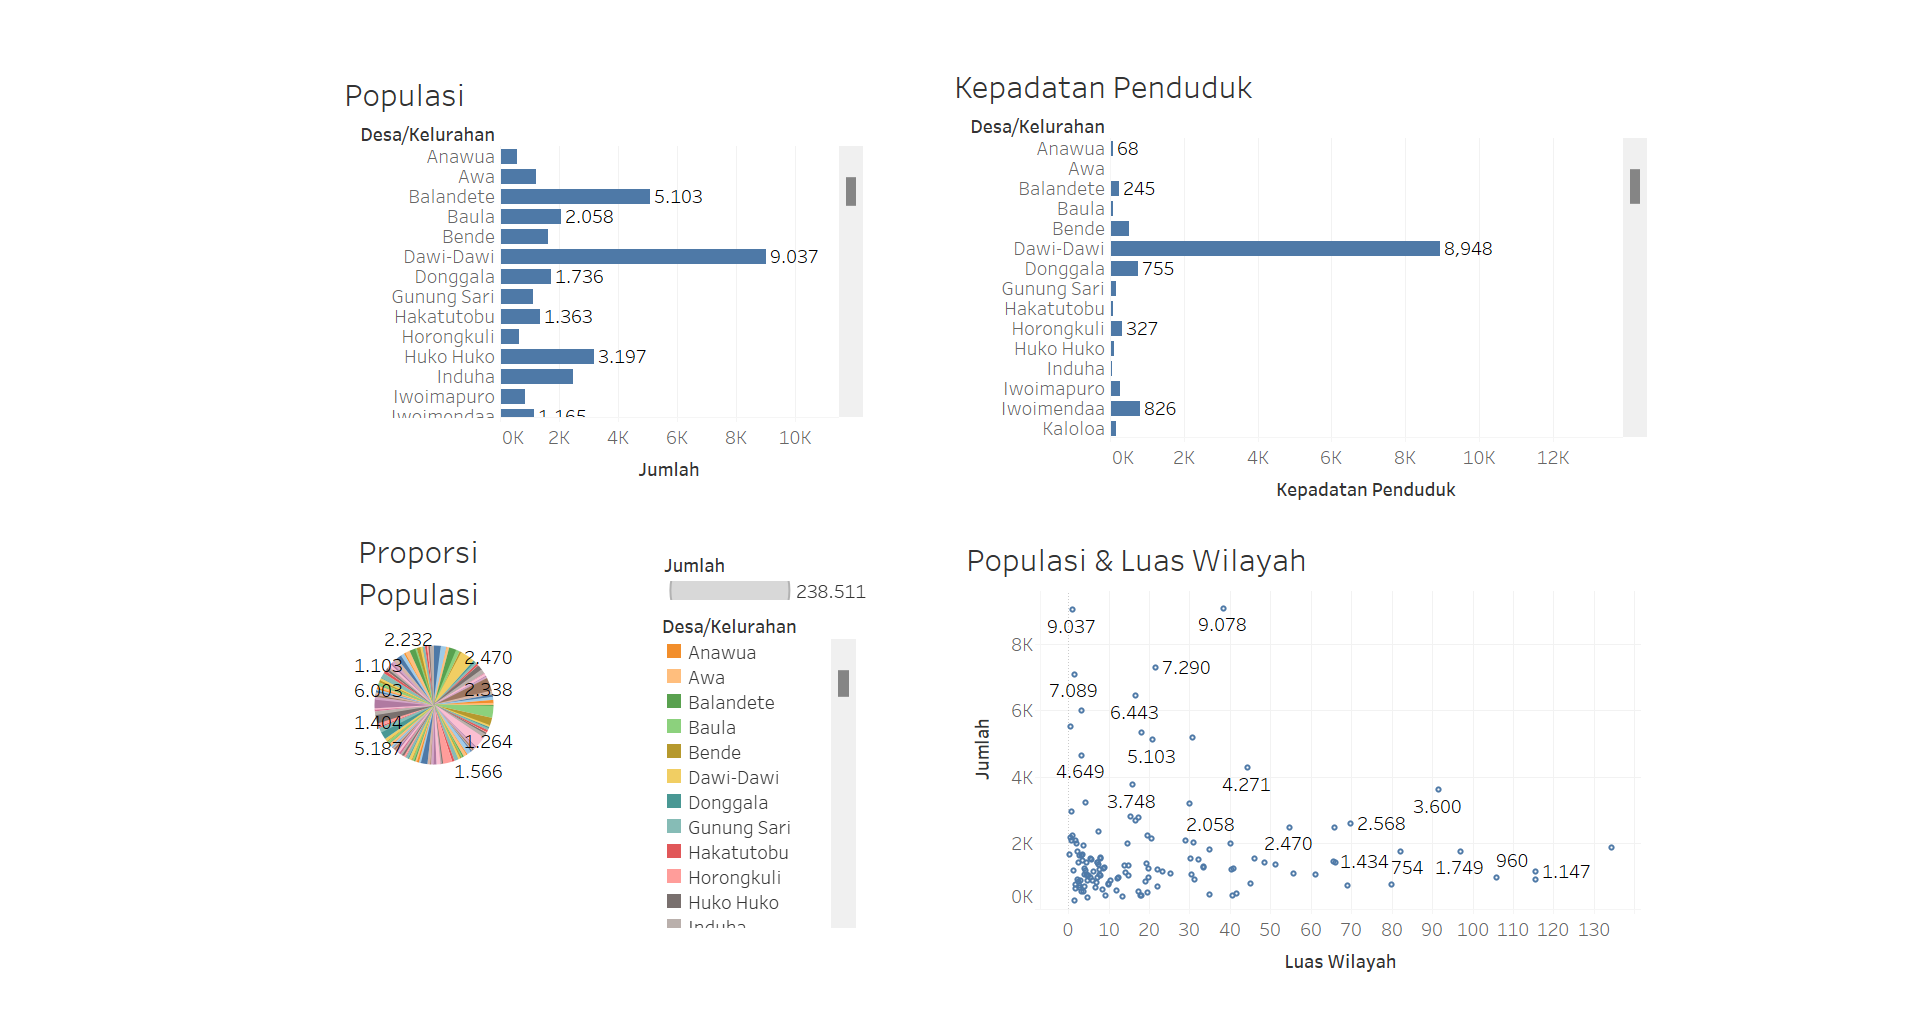 Populasi
Desa/Kelurahan
Anawua
Awa
Balandete 5.103
Baula 2.058
Bende
Dawi-Dawi 9.037
Donggala 1.736
Gunung Sari
Hakatutobu 1.363
Horongkuli
Huko Huko 3.197
Induha
Iwoimapuro
Iwoimendaa 1.165
0K 2K 4K 6K 8K 10K
Jumlah
Kepadatan Penduduk
Desa/Kelurahan
Anawua 68
Awa
Balandete 245
Baula
Bende
Dawi-Dawi 8,948
Donggala 755
Gunung Sari
Hakatutobu
Horongkuli 327
Huko Huko
Induha
Iwoimapuro
Iwoimendaa 826
Kaloloa
0K 2K 4K 6K 8K 10K 12K
Kepadatan Penduduk
Proporsi
Populasi
2.232
2.470
1.103
6.003
2.338
1.404
1.264
5.187
1.566
Jumlah
238.511
Desa/Kelurahan
Anawua
Awa
Balandete
Baula
Bende
Dawi-Dawi
Donggala
Gunung Sari
Hakatutobu
Horongkuli
Huko Huko
Induha
Populasi & Luas Wilayah
Jumlah
8K
6K
4K
2K
0K
9.037
9.078
7.290
7.089
6.443
5.103
4.649
4.271
3.748
3.600
2.058
2.568
2.470
1.434
754
1.749
960
1.147
0 10 20 30 40 50 60 70 80 90 100 110 120 130
Luas Wilayah